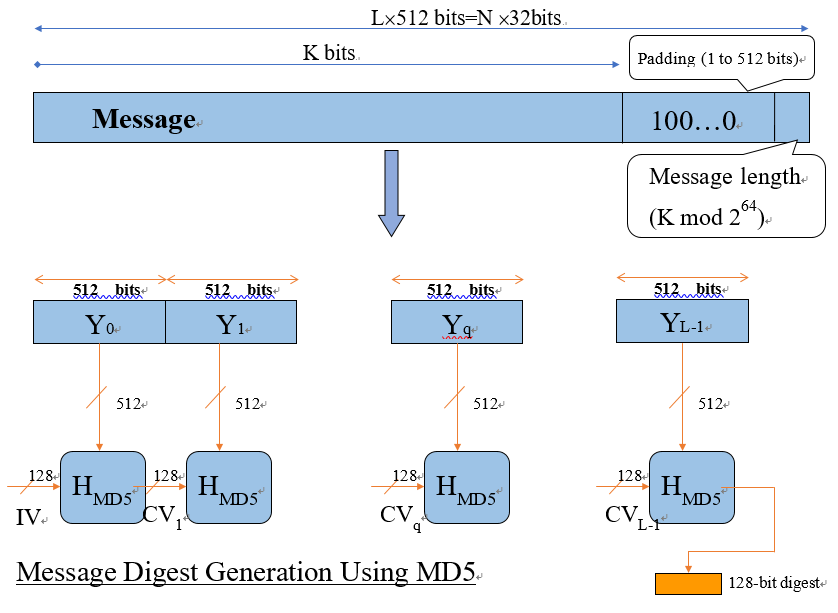 L×512 bits=N ×32bits
K bits
Padding (1 to 512 bits)
Message
100…0
Message length
(K mod 2^64)
512 bits
512 bits
512 bits
512 bits
Y0
Y1
Yq
YL-1
512
512
512
512
128
128
128
128
HMD5
HMD5
HMD5
HMD5
IV
CV1
CVq
CVL-1
Message Digest Generation Using MD5
128-bit digest